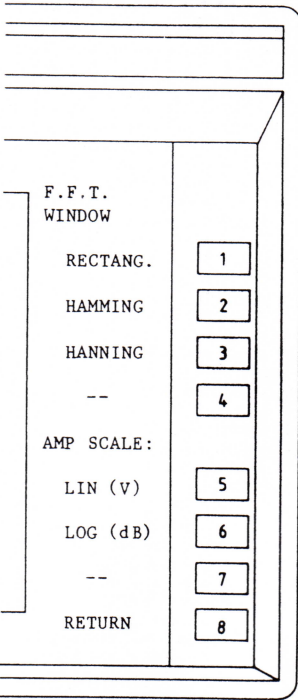 F.F.T.
WINDOW
RECTANG. 1
HAMMING 2
HANNING 3
-- 4
AMP SCALE:
LIN (V) 5
LOG (dB) 6
-- 7
RETURN 8